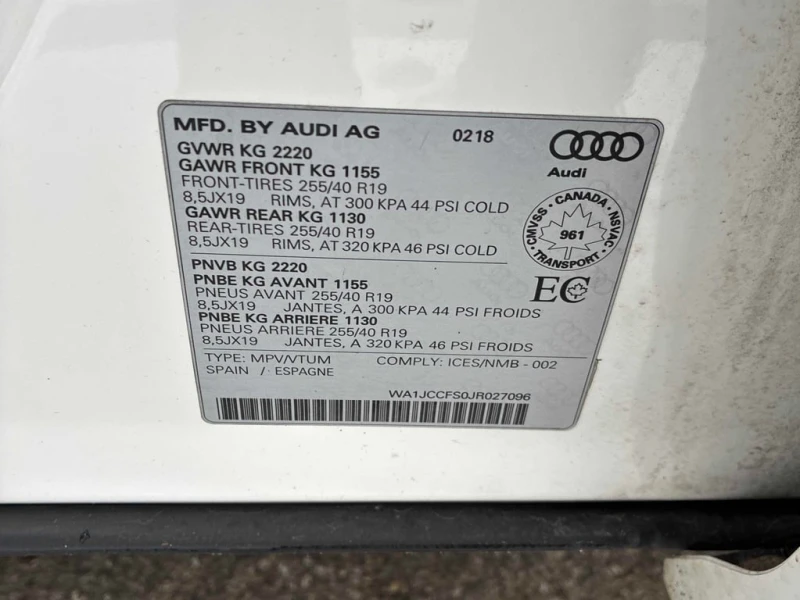 MFD. BY AUDI AG 0218
GVWR KG 2220
GAWR FRONT KG 1155
FRONT-TIRES 255/40 R19
8,5JX19 RIMS, AT 300 KPA 44 PSI COLD
GAWR REAR KG 1130
REAR-TIRES 255/40 R19
8,5JX19 RIMS, AT 320 KPA 46 PSI COLD
Audi
CMVSS - CANADA - NSVAC
961
TRANSPORT
PNVB KG 2220
PNBE KG AVANT 1155
PNEUS AVANT 255/40 R19
8,5JX19 JANTES, A 300 KPA 44 PSI FROIDS
PNBE KG ARRIERE 1130
PNEUS ARRIERE 255/40 R19
8,5JX19 JANTES, A 320 KPA 46 PSI FROIDS
EC
TYPE: MPV/VTUM COMPLY: ICES/NMB - 002
SPAIN / ESPAGNE
WA1JCCFS0JR027096